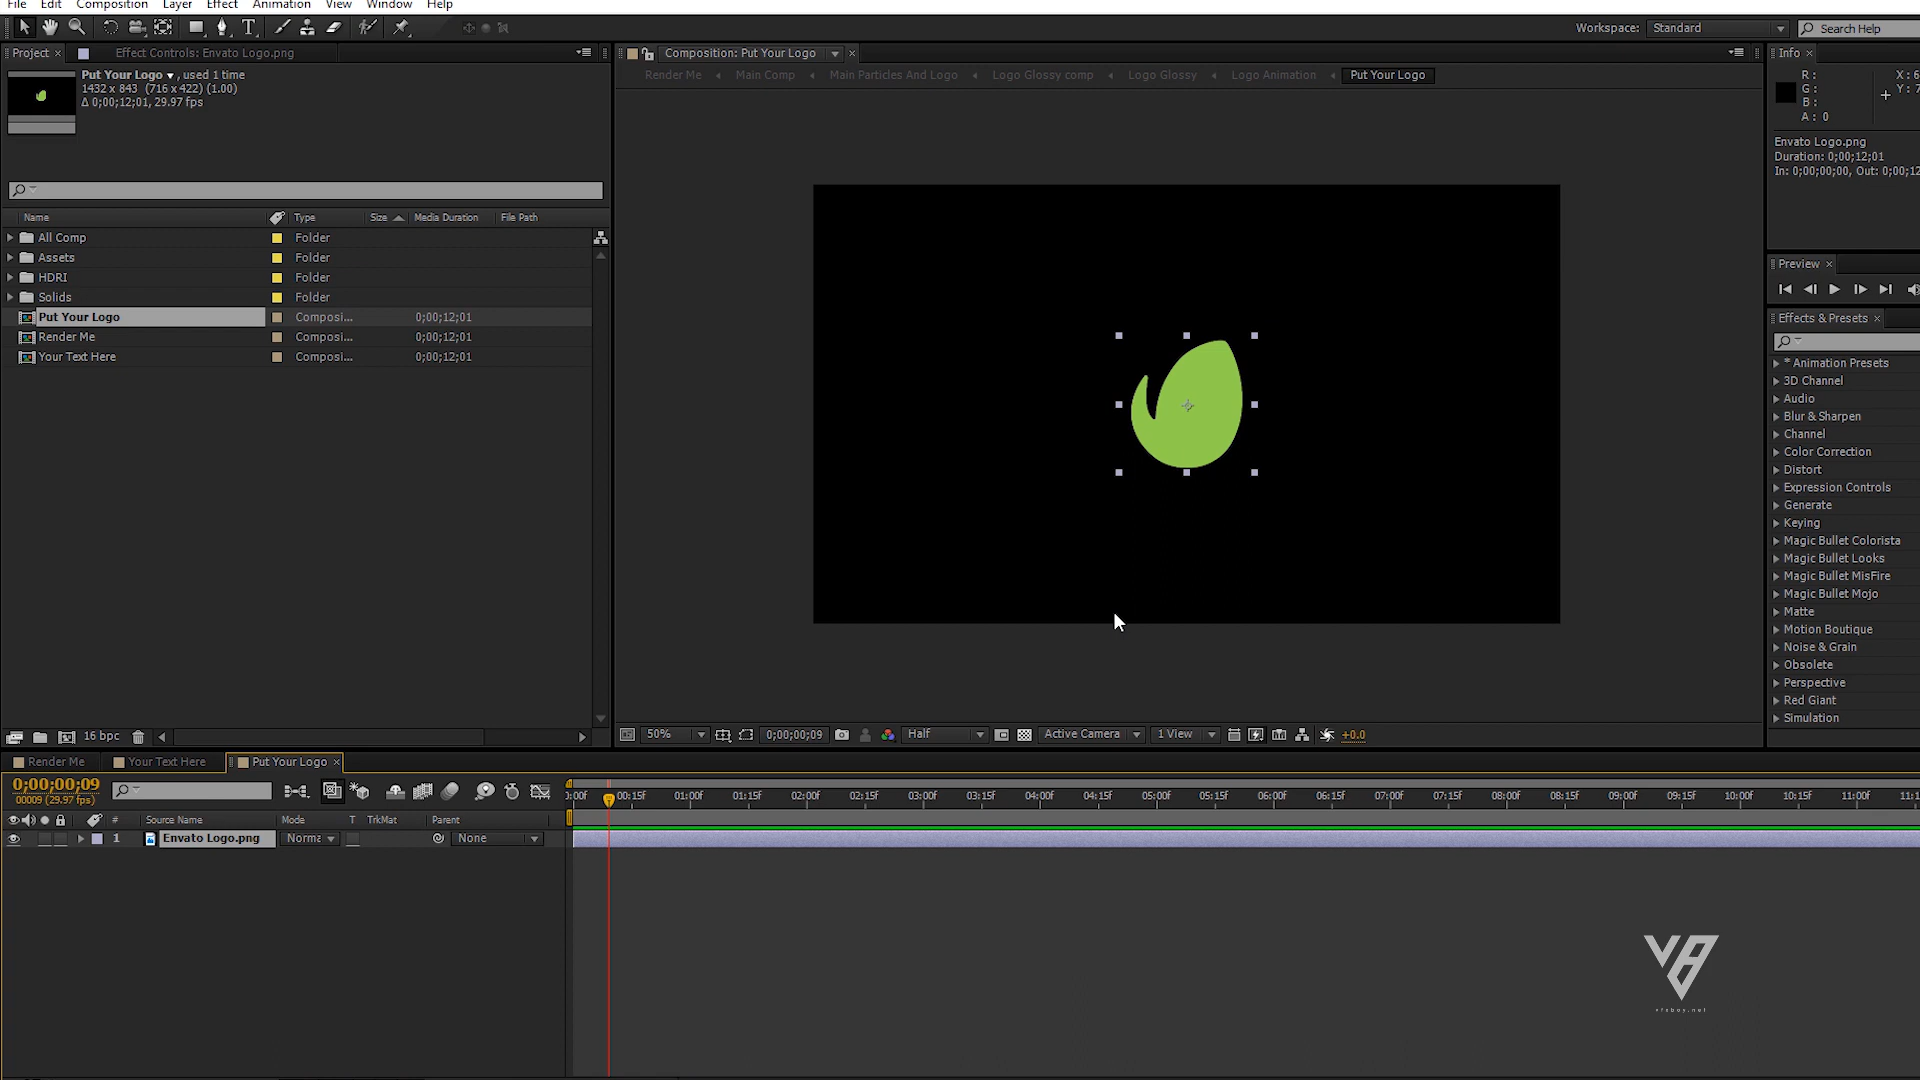 File Edit Composition Layer Effect Animation View Window Help
Workspace: Standard Search Help
Project × Effect Controls: Envato Logo.png
Composition: Put Your Logo ×
Info ×
Put Your Logo , used 1 time
1432 x 843 (716 x 422) (1.00)
Δ 0;00;12;01, 29.97 fps
Render Me Main Comp Main Particles And Logo Logo Glossy comp Logo Glossy Logo Animation Put Your Logo
R :
G :
B :
A : 0
X : 6
Y : 7
Envato Logo.png
Duration: 0;00;12;01
In: 0;00;00;00, Out: 0;00;12
Name Type Size Media Duration File Path
All Comp Folder
Assets Folder
HDRI Folder
Solids Folder
Put Your Logo Composi... 0;00;12;01
Render Me Composi... 0;00;12;01
Your Text Here Composi... 0;00;12;01
Preview ×
Effects & Presets ×
* Animation Presets
3D Channel
Audio
Blur & Sharpen
Channel
Color Correction
Distort
Expression Controls
Generate
Keying
Magic Bullet Colorista
Magic Bullet Looks
Magic Bullet MisFire
Magic Bullet Mojo
Matte
Motion Boutique
Noise & Grain
Obsolete
Perspective
Red Giant
Simulation
16 bpc
50% 0;00;00;09 Half Active Camera 1 View +0.0
Render Me Your Text Here Put Your Logo ×
0;00;00;09
00009 (29.97 fps)
:00f 00:15f 01:00f 01:15f 02:00f 02:15f 03:00f 03:15f 04:00f 04:15f 05:00f 05:15f 06:00f 06:15f 07:00f 07:15f 08:00f 08:15f 09:00f 09:15f 10:00f 10:15f 11:00f 11:1
# Source Name Mode T TrkMat Parent
1 Envato Logo.png Norma None
vfxboy.net